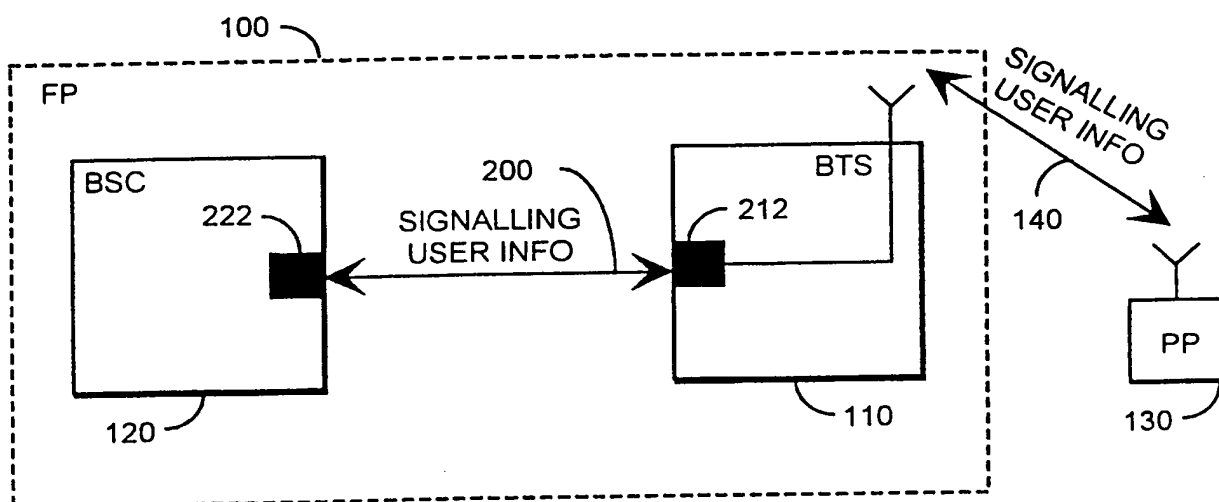 100
FP
SIGNALLING
USER INFO
BSC
200
BTS
222
SIGNALLING
USER INFO
212
140
PP
120
110
130